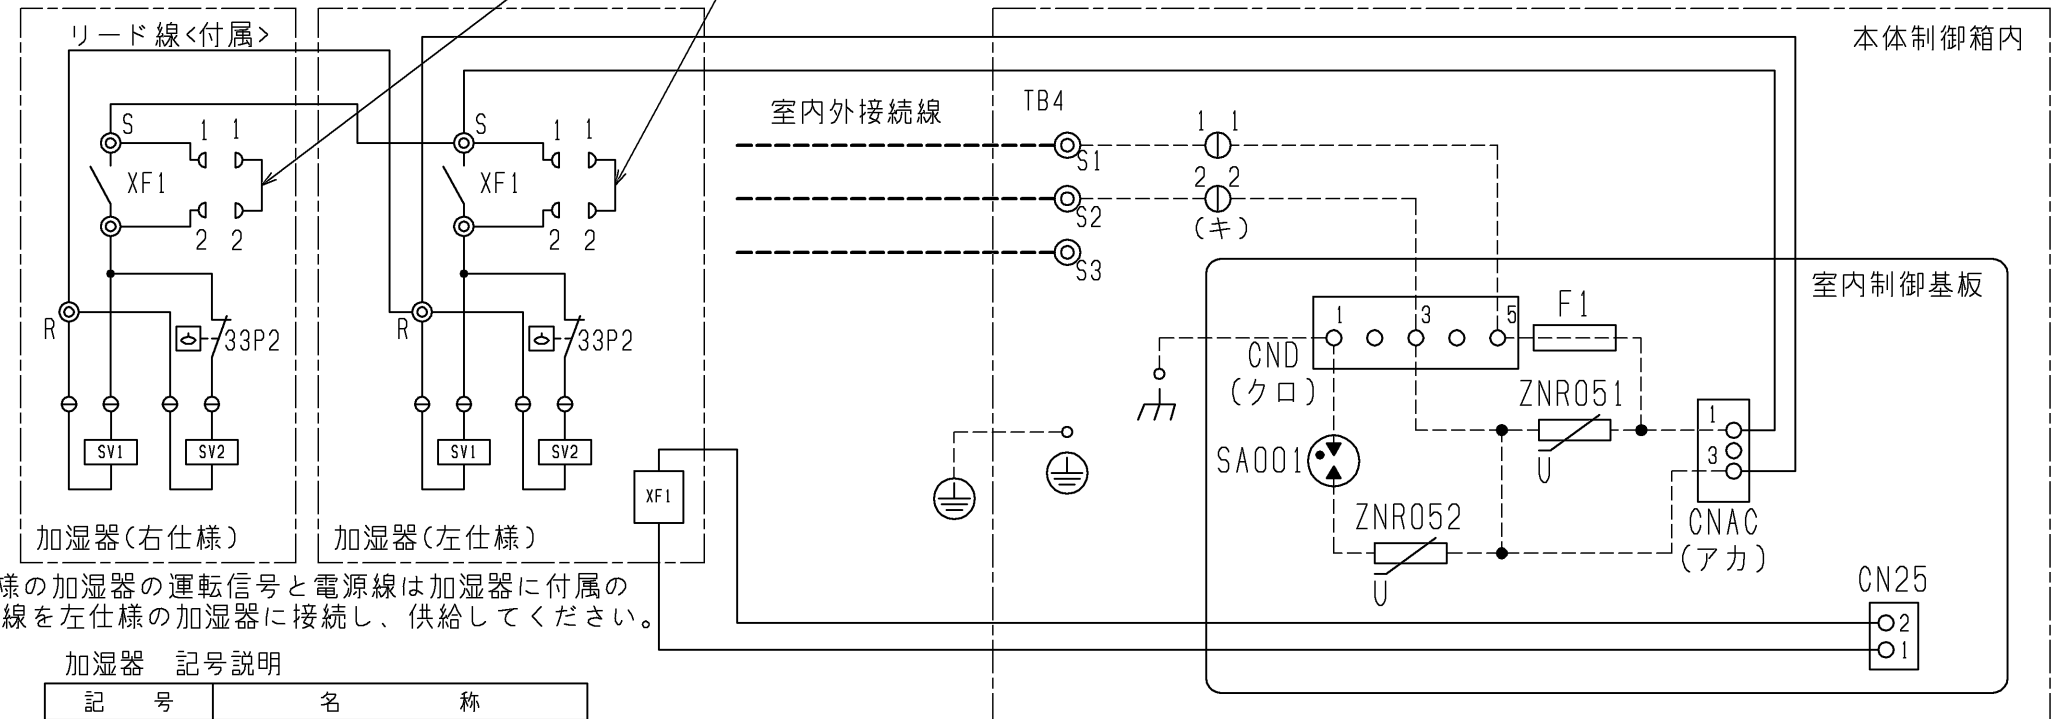 リード線<付属>
本体制御箱内
室内外接続線
TB4
S 1 1
S 1 1
1 1
S1
XF1
XF1
2 2
S2
2 2
2 2
(キ)
S3
室内制御基板
R
33P2
R
33P2
1 3 5
F1
CND
(クロ)
ZNR051
1
3
U
SV1
SV2
SV1
SV2
SA001
XF1
ZNR052
CNAC
(アカ)
U
加湿器(右仕様)
加湿器(左仕様)
様の加湿器の運転信号と電源線は加湿器に付属の
線を左仕様の加湿器に接続し、供給してください。
CN25
2
1
加湿器 記号説明
記号 名称